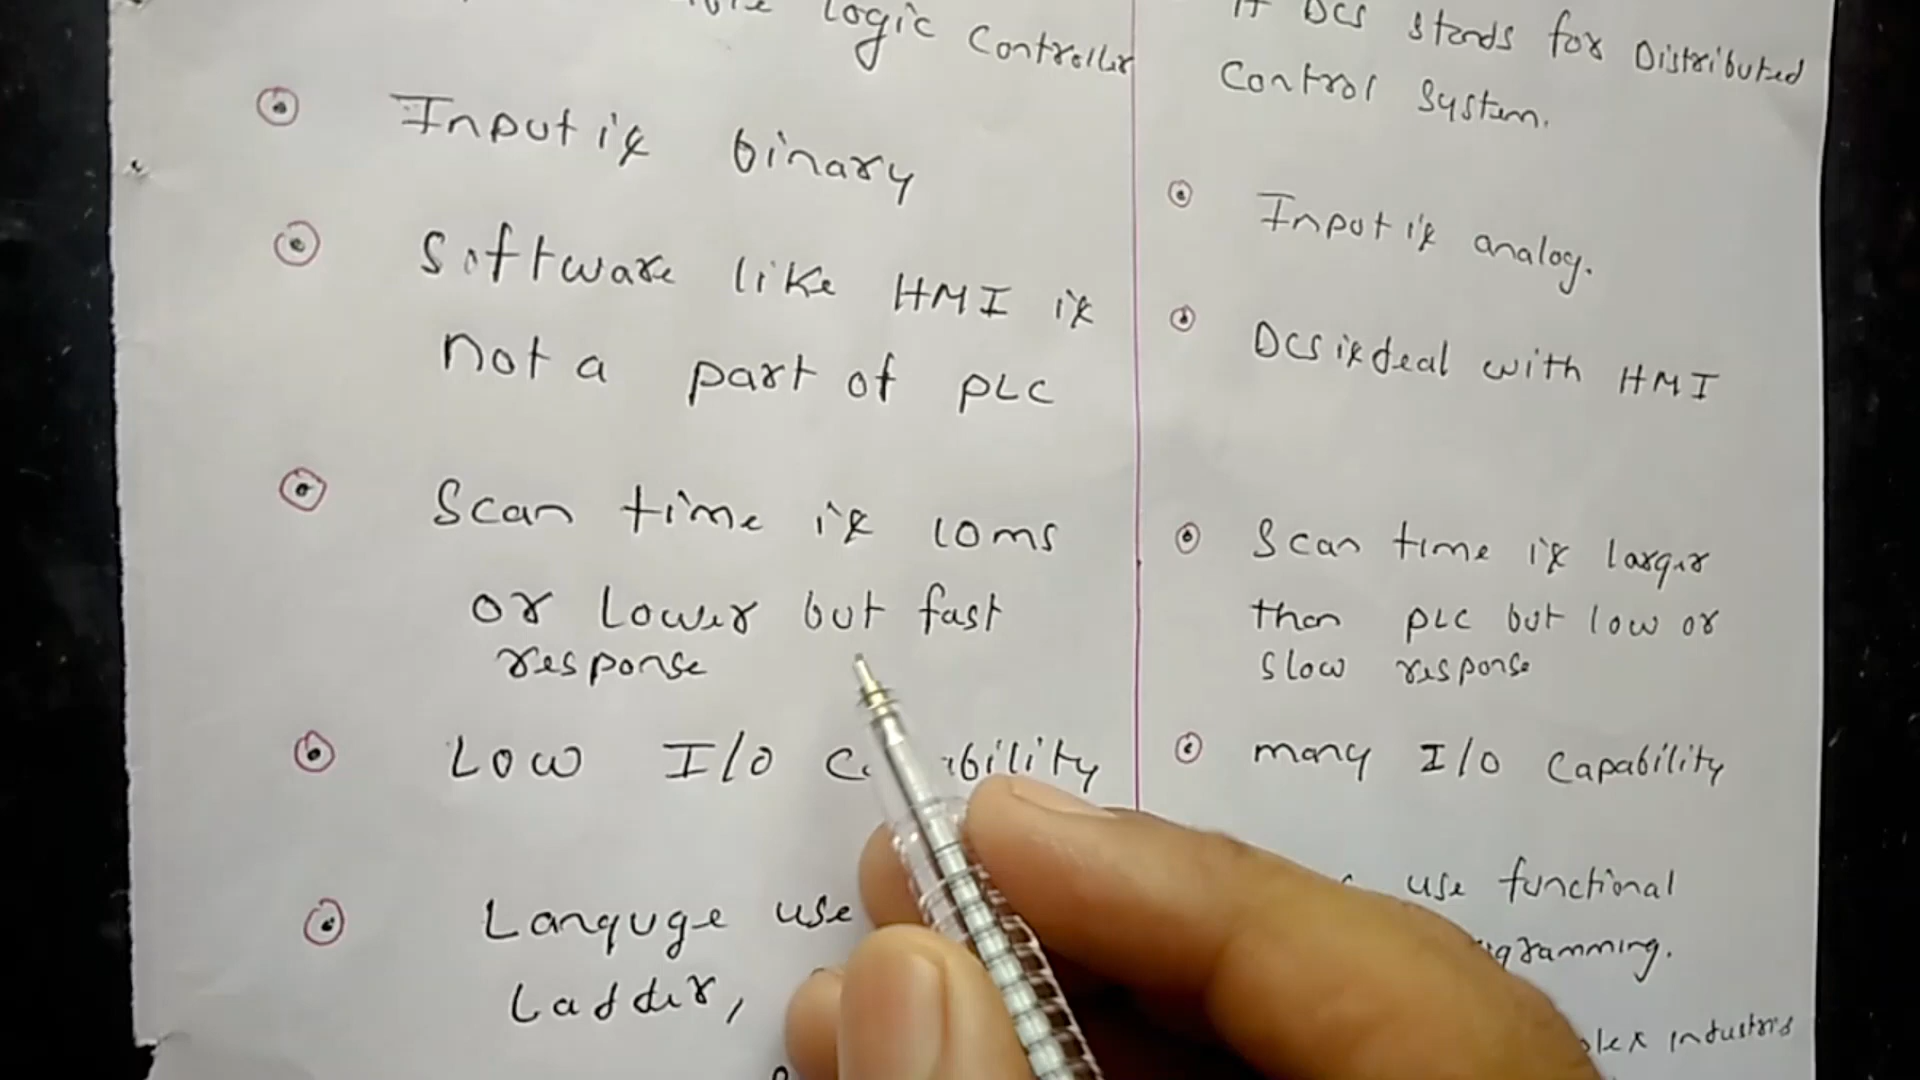 Logic Controller
Input is binary
Software like HMI is
not a part of PLC
Scan time is 10ms
or Lower but fast
response
Low I/O
Languge use
Ladder,
DCS stands for Distributed
Control System.
Input is analog.
DCS is deal with HMI
Scan time is larger
than PLC but low or
slow response
many I/O Capability
use functional
industris